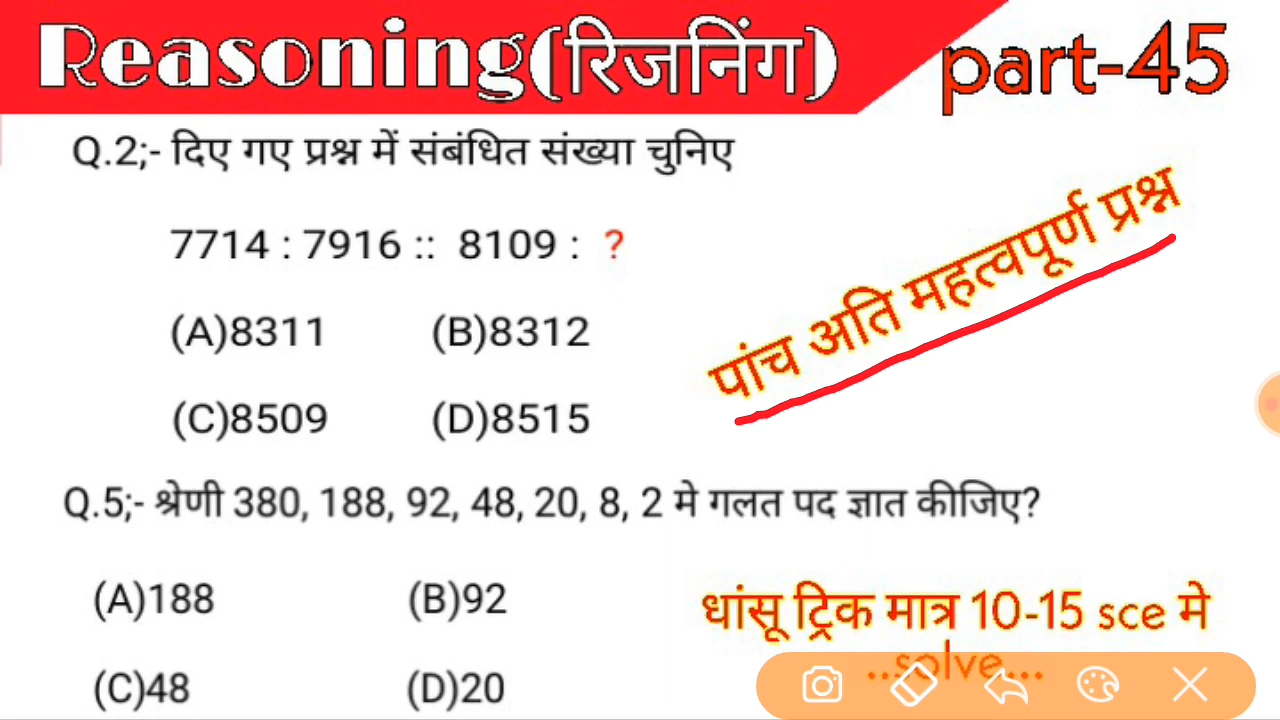 Reasoning(रिजनिंग)
part-45
Q.2;- दिए गए प्रश्न में संबंधित संख्या चुनिए
7714 : 7916 :: 8109 : ?
(A)8311 (B)8312
(C)8509 (D)8515
पांच अति महत्वपूर्ण प्रश्न
Q.5;- श्रेणी 380, 188, 92, 48, 20, 8, 2 मे गलत पद ज्ञात कीजिए?
(A)188 (B)92
(C)48 (D)20
धांसू ट्रिक मात्र 10-15 sce मे
..solve...